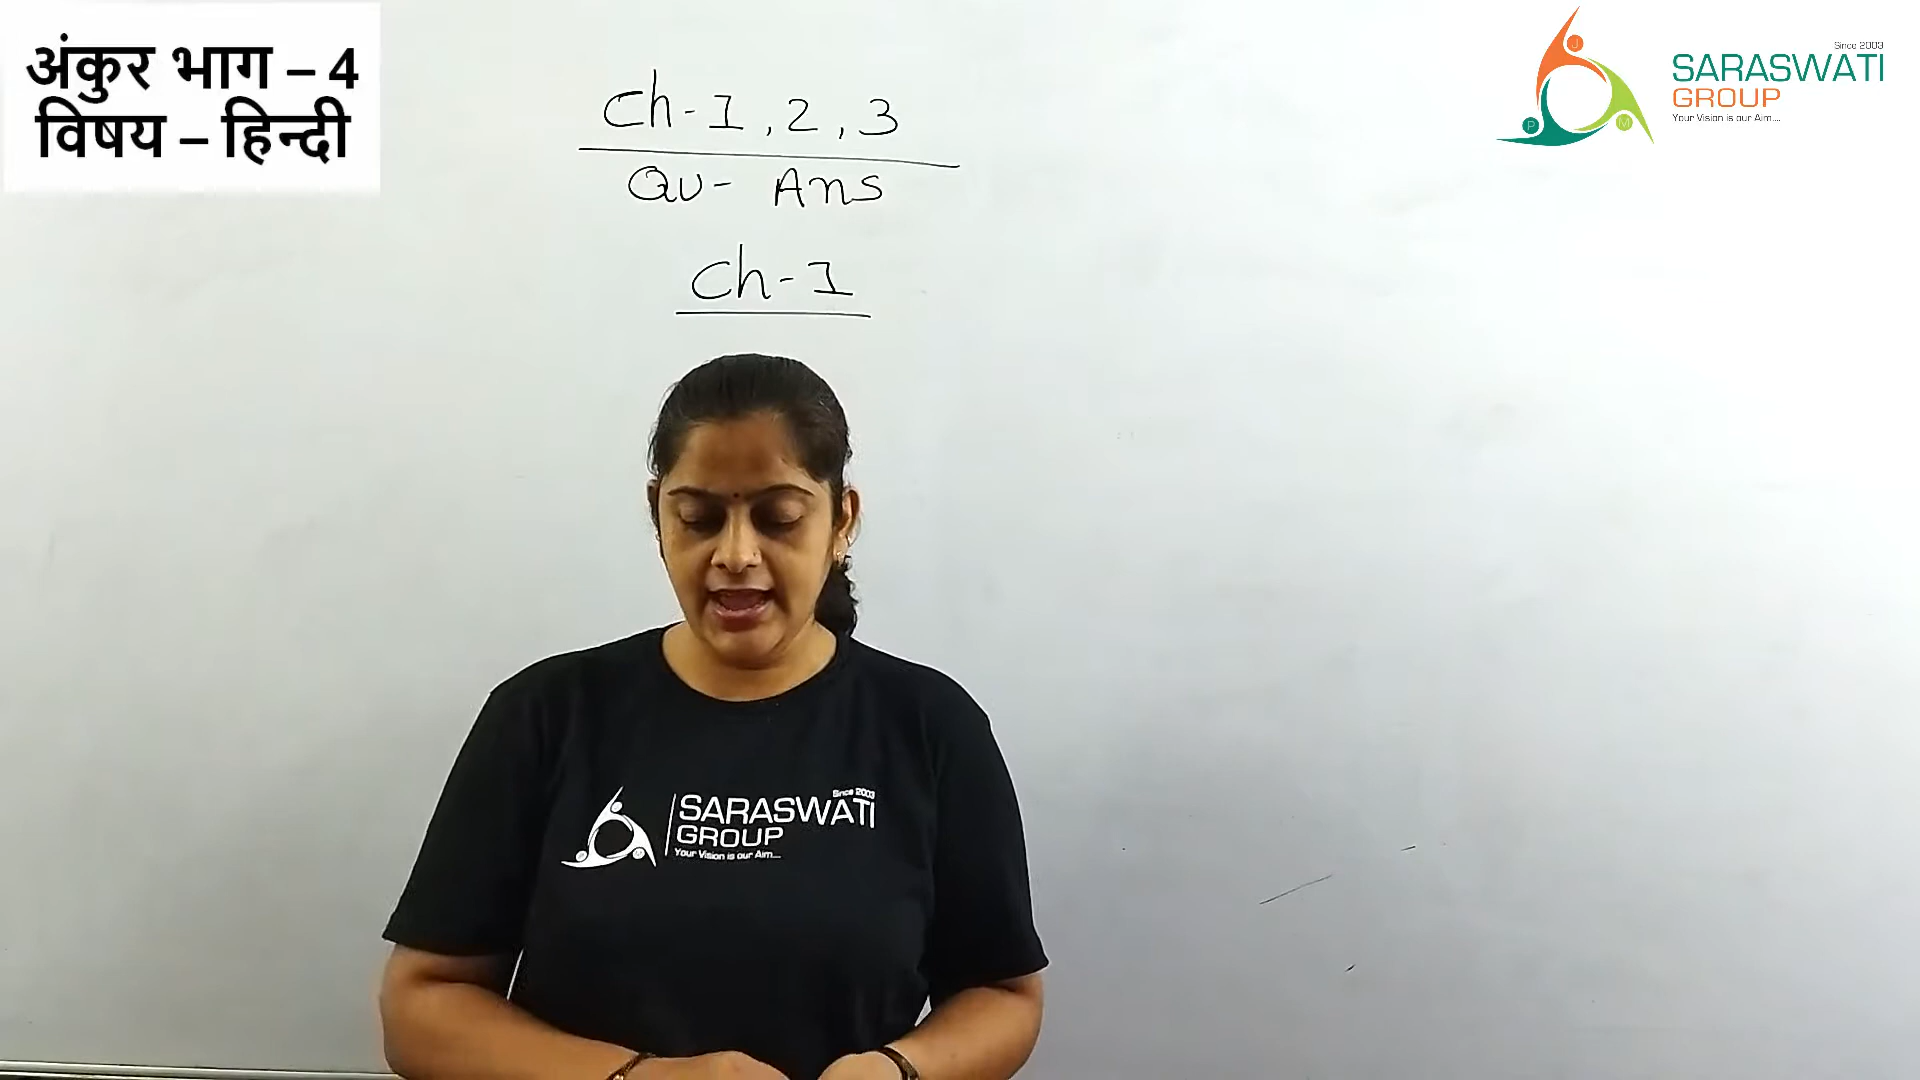 अंकुर भाग – 4
विषय – हिन्दी
Ch-1, 2, 3
Qu- Ans
Ch-1
Since 2003
SARASWATI
GROUP
Your Vision is our Aim....
J
P
M
Since 2003
SARASWATI
GROUP
Your Vision is our Aim....